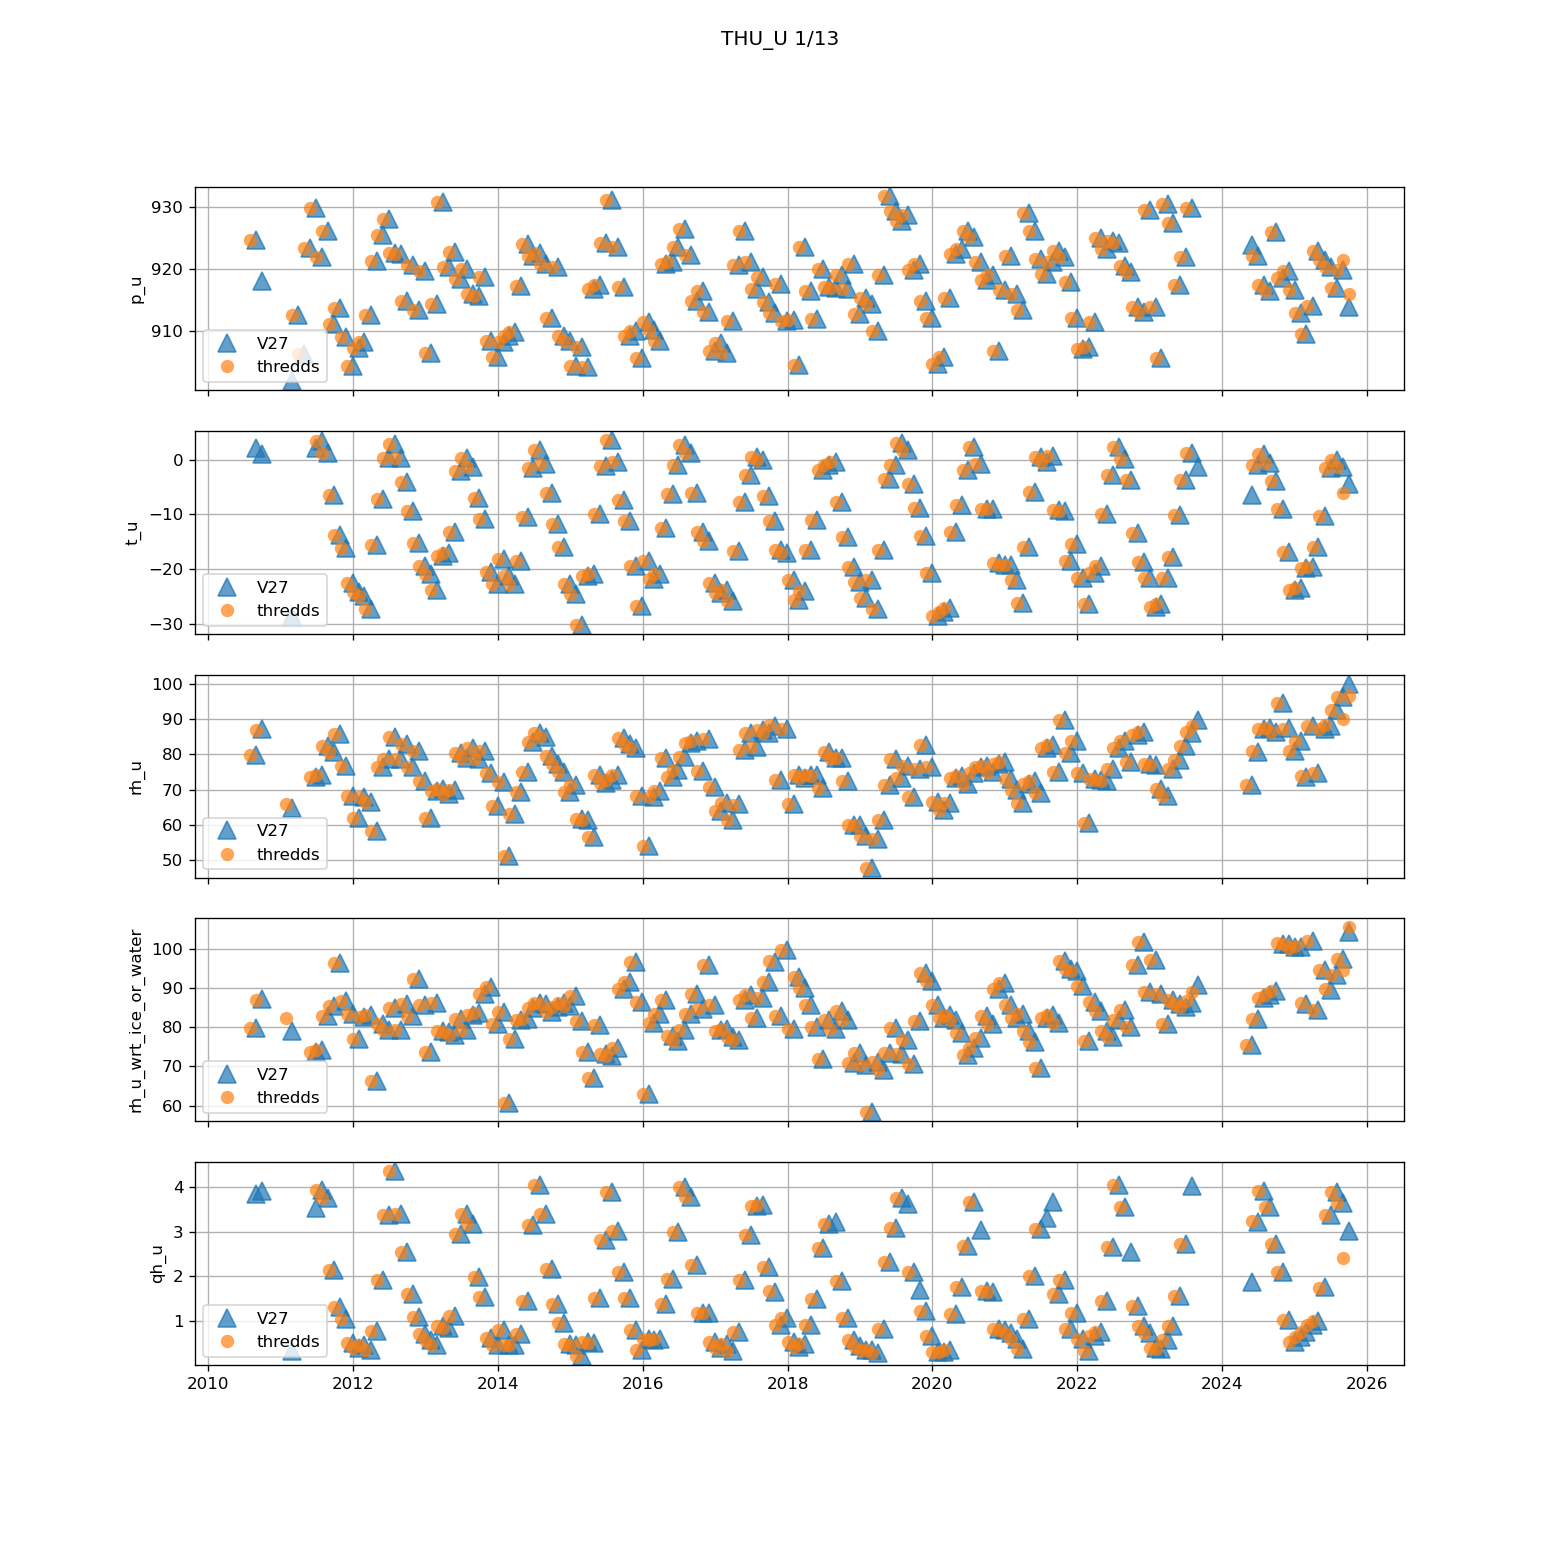 THU_U 1/13
930
920
910
p_u
V27
thredds
0
−10
−20
−30
t_u
V27
thredds
100
90
80
70
60
50
rh_u
V27
thredds
100
90
80
70
60
rh_u_wrt_ice_or_water
V27
thredds
4
3
2
1
qh_u
V27
thredds
2010 2012 2014 2016 2018 2020 2022 2024 2026